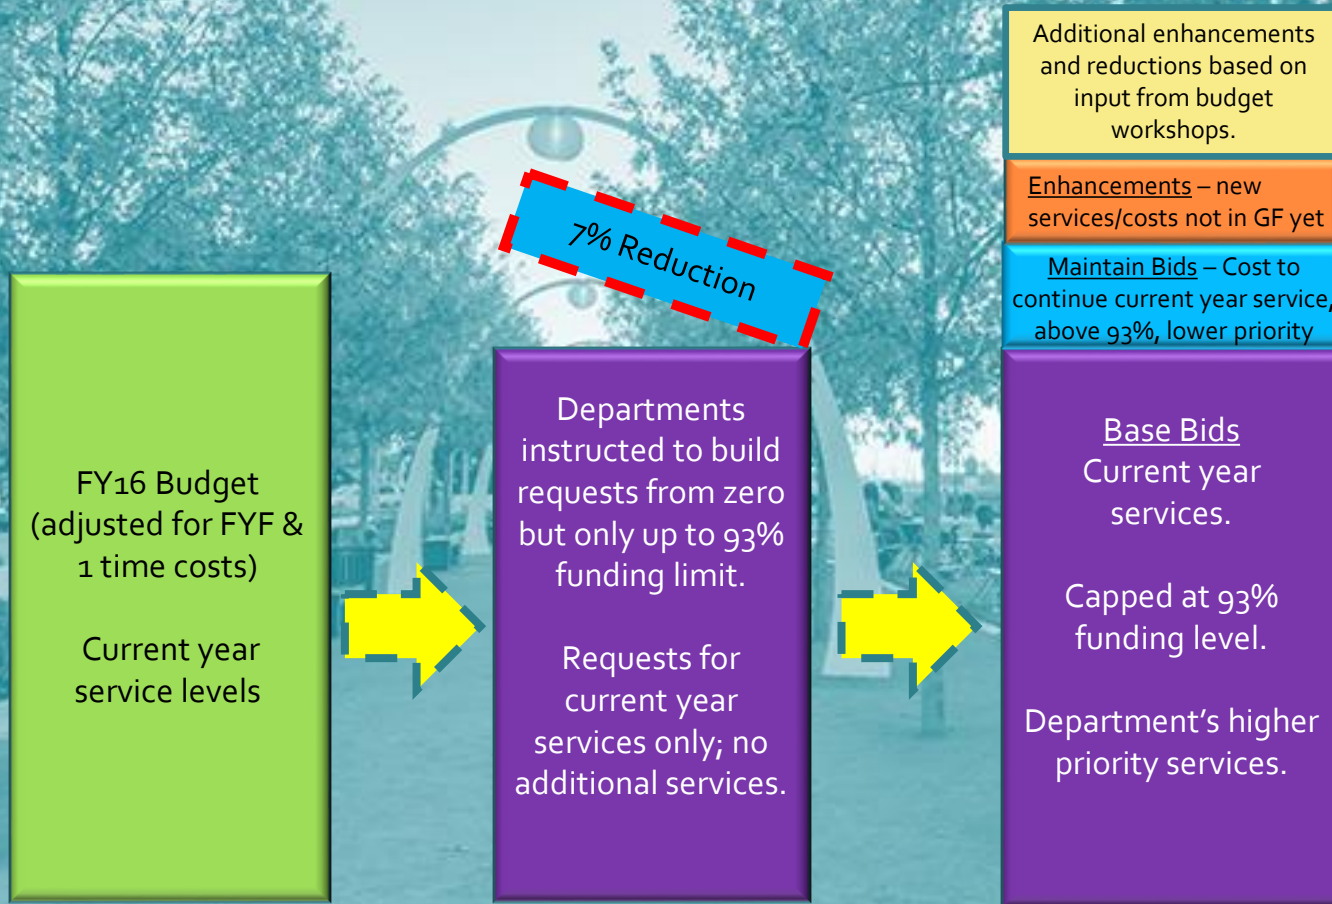 FY16 Budget
(adjusted for FYF &
1 time costs)
Current year
service levels
7% Reduction
Departments
instructed to build
requests from zero
but only up to 93%
funding limit.
Requests for
current year
services only; no
additional services.
Additional enhancements
and reductions based on
input from budget
workshops.
Enhancements – new
services/costs not in GF yet
Maintain Bids – Cost to
continue current year service,
above 93%, lower priority
Base Bids
Current year
services.
Capped at 93%
funding level.
Department's higher
priority services.